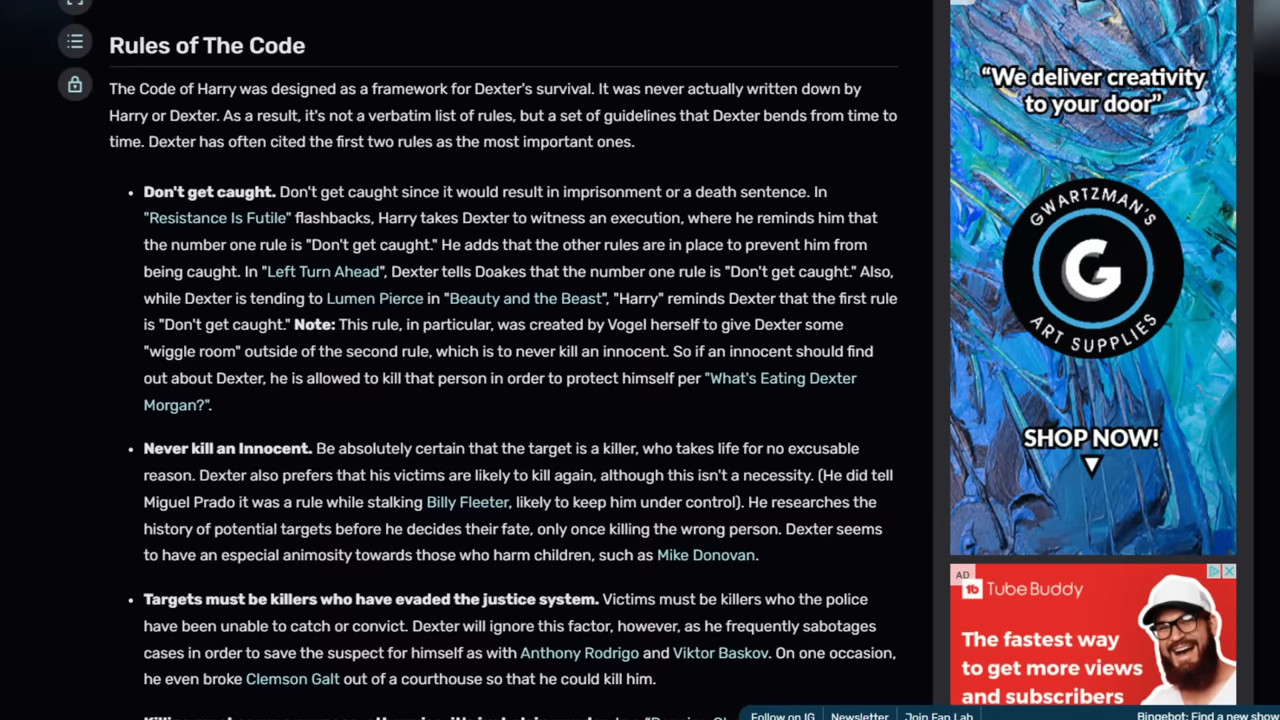 Rules of The Code
The Code of Harry was designed as a framework for Dexter's survival. It was never actually written down by
Harry or Dexter. As a result, it's not a verbatim list of rules, but a set of guidelines that Dexter bends from time to
time. Dexter has often cited the first two rules as the most important ones.
• Don't get caught. Don't get caught since it would result in imprisonment or a death sentence. In
"Resistance Is Futile" flashbacks, Harry takes Dexter to witness an execution, where he reminds him that
the number one rule is "Don't get caught." He adds that the other rules are in place to prevent him from
being caught. In "Left Turn Ahead", Dexter tells Doakes that the number one rule is "Don't get caught." Also,
while Dexter is tending to Lumen Pierce in "Beauty and the Beast", "Harry" reminds Dexter that the first rule
is "Don't get caught." Note: This rule, in particular, was created by Vogel herself to give Dexter some
"wiggle room" outside of the second rule, which is to never kill an innocent. So if an innocent should find
out about Dexter, he is allowed to kill that person in order to protect himself per "What's Eating Dexter
Morgan?".
• Never kill an Innocent. Be absolutely certain that the target is a killer, who takes life for no excusable
reason. Dexter also prefers that his victims are likely to kill again, although this isn't a necessity. (He did tell
Miguel Prado it was a rule while stalking Billy Fleeter, likely to keep him under control). He researches the
history of potential targets before he decides their fate, only once killing the wrong person. Dexter seems
to have an especial animosity towards those who harm children, such as Mike Donovan.
• Targets must be killers who have evaded the justice system. Victims must be killers who the police
have been unable to catch or convict. Dexter will ignore this factor, however, as he frequently sabotages
cases in order to save the suspect for himself as with Anthony Rodrigo and Viktor Baskov. On one occasion,
he even broke Clemson Galt out of a courthouse so that he could kill him.
“We deliver creativity
to your door”
GWARTZMAN'S
G
ART SUPPLIES
SHOP NOW!
AD
TubeBuddy
The fastest way
to get more views
and subscribers
Follow on IG
Newsletter
Join Fan Lab
Bingebot: Find a new show